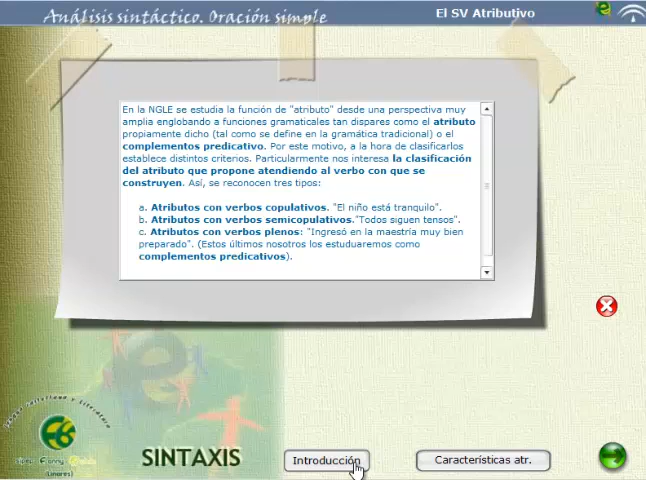 Análisis sintáctico. Oración simple
El SV Atributivo
En la NGLE se estudia la función de "atributo" desde una perspectiva muy
amplia englobando a funciones gramaticales tan dispares como el atributo
propiamente dicho (tal como se define en la gramática tradicional) o el
complementos predicativo. Por este motivo, a la hora de clasificarlos
establece distintos criterios. Particularmente nos interesa la clasificación
del atributo que propone atendiendo al verbo con que se
construyen. Así, se reconocen tres tipos:
a. Atributos con verbos copulativos. "El niño está tranquilo".
b. Atributos con verbos semicopulativos."Todos siguen tensos".
c. Atributos con verbos plenos: "Ingresó en la maestría muy bien
preparado". (Estos últimos nosotros los estuduaremos como
complementos predicativos).
Lengua castellana y Literatura
(Linares)
SINTAXIS
Introducción
Características atr.